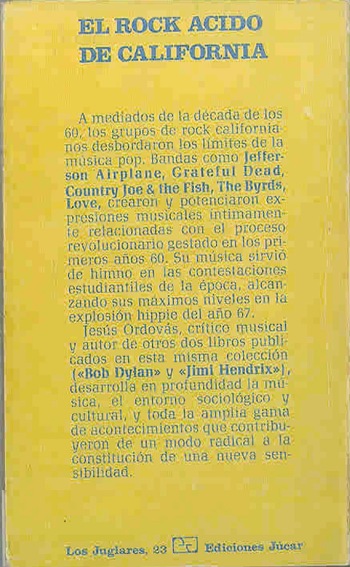 EL ROCK ACIDO
DE CALIFORNIA
A mediados de la década de los
60, los grupos de rock california-
nos desbordaron los límites de la
música pop. Bandas como Jeffer-
son Airplane, Grateful Dead,
Country Joe & the Fish, The Byrds,
Love, crearon y potenciaron ex-
presiones musicales íntimamen-
te relacionadas con el proceso
revolucionario gestado en los pri-
meros años 60. Su música sirvió
de himno en las contestaciones
estudiantiles de la época, alcan-
zando sus máximos niveles en la
explosión hippie del año 67.
Jesús Ordovás, crítico musical
y autor de otros dos libros publi-
cados en esta misma colección
(«Bob Dylan» y «Jimi Hendrix»),
desarrolla en profundidad la mú-
sica, el entorno sociológico y
cultural, y toda la amplia gama
de acontecimientos que contribu-
yeron de un modo radical a la
constitución de una nueva sen-
sibilidad.
Los Juglares, 23 Ediciones Júcar